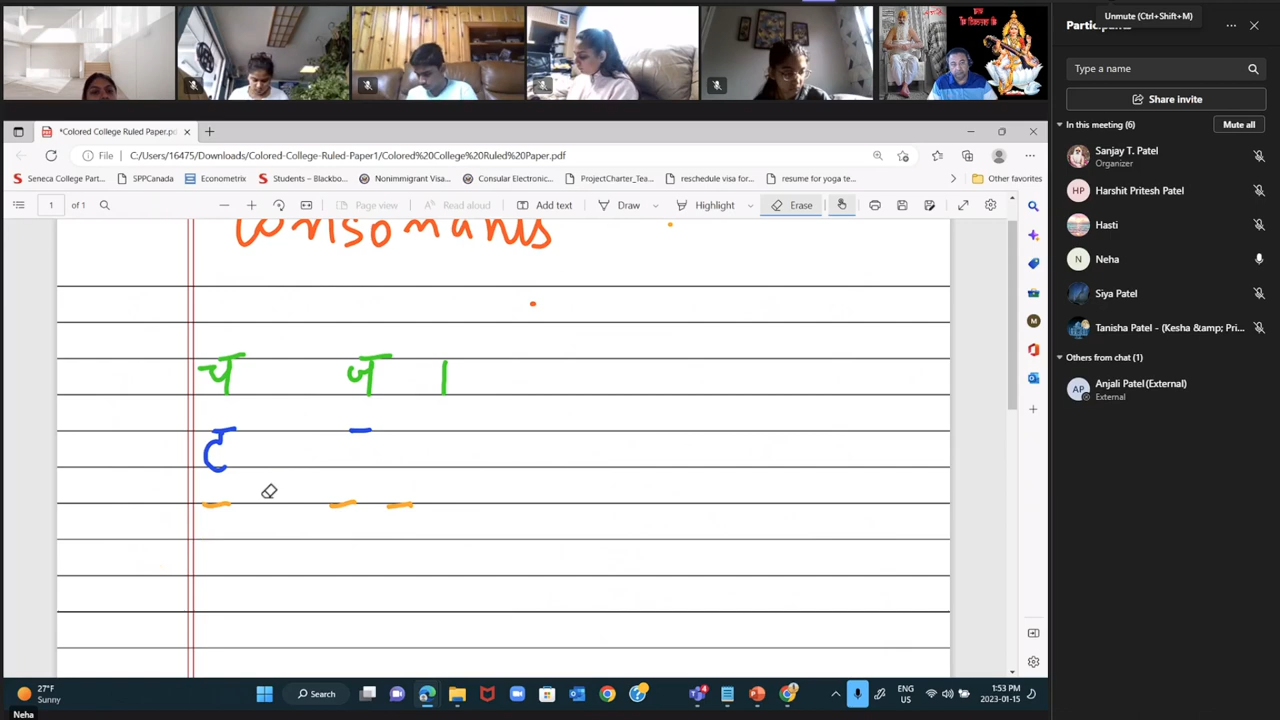 Unmute (Ctrl+Shift+M)
Participants
Type a name
Share invite
In this meeting (6)
Mute all
Sanjay T. Patel
Organizer
HP
Harshit Pritesh Patel
Hasti
N
Neha
Siya Patel
Tanisha Patel - (Kesha &amp; Pri...
Others from chat (1)
AP
Anjali Patel (External)
External
*Colored College Ruled Paper.pd
File
C:/Users/16475/Downloads/Colored-College-Ruled-Paper1/Colored%20College%20Ruled%20Paper.pdf
Seneca College Part...
SPPCanada
Econometrix
Students – Blackbo...
Nonimmigrant Visa...
Consular Electronic...
ProjectCharter_Tea...
reschedule visa for...
resume for yoga te...
Other favorites
1
of 1
Page view
Read aloud
Add text
Draw
Highlight
Erase
consonants
च ज ।
27°F
Sunny
Search
ENG
US
1:53 PM
2023-01-15
Neha